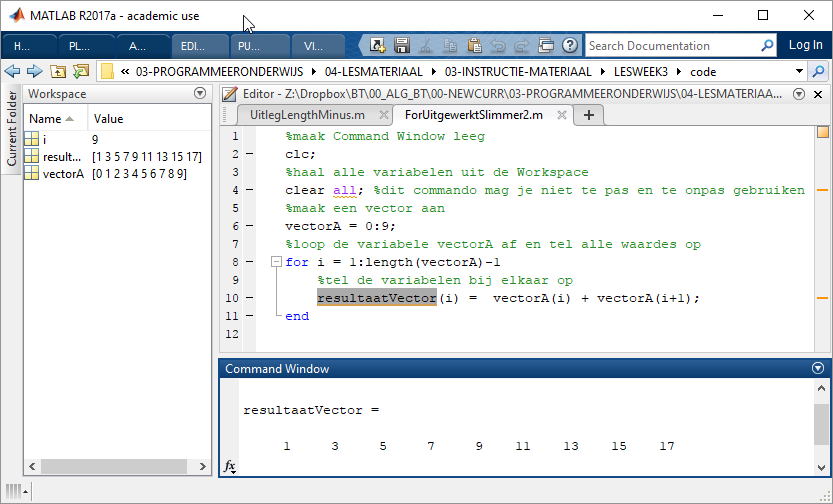 MATLAB R2017a - academic use
H... PL... A... EDI... PU... VI... Search Documentation Log In
« 03-PROGRAMMEERONDERWIJS 04-LESMATERIAAL 03-INSTRUCTIE-MATERIAAL LESWEEK3 code
Current Folder
Workspace
Name Value
i 9
result... [1 3 5 7 9 11 13 15 17]
vectorA [0 1 2 3 4 5 6 7 8 9]
Editor - Z:\Dropbox\BT\00_ALG_BT\00-NEWCURR\03-PROGRAMMEERONDERWIJS\04-LESMATERIAA...
UitlegLengthMinus.m ForUitgewerktSlimmer2.m +
1 %maak Command Window leeg
2 clc;
3 %haal alle variabelen uit de Workspace
4 clear all; %dit commando mag je niet te pas en te onpas gebruiken
5 %maak een vector aan
6 vectorA = 0:9;
7 %loop de variabele vectorA af en tel alle waardes op
8 for i = 1:length(vectorA)-1
9 %tel de variabelen bij elkaar op
10 resultaatVector(i) = vectorA(i) + vectorA(i+1);
11 end
12
Command Window
resultaatVector =
1 3 5 7 9 11 13 15 17
fx